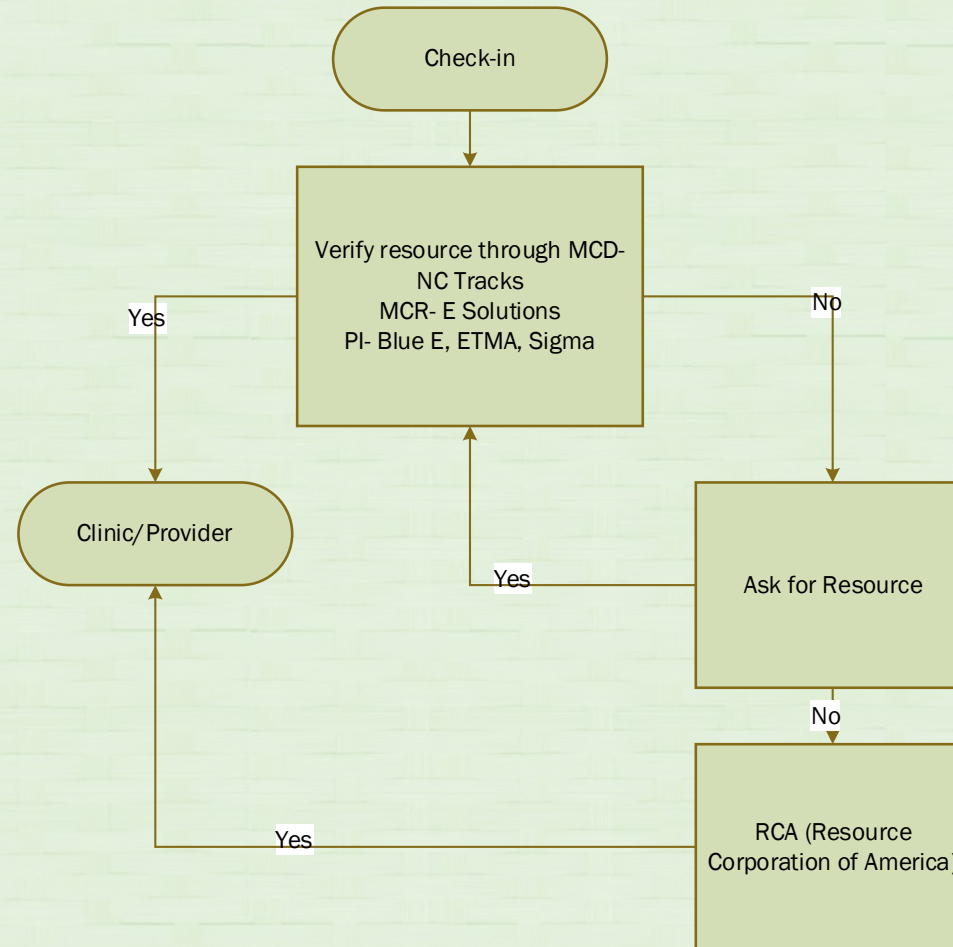 Check-in
Verify resource through MCD-
NC Tracks
MCR- E Solutions
PI- Blue E, ETMA, Sigma
Yes
No
Clinic/Provider
Yes
Ask for Resource
No
Yes
RCA (Resource
Corporation of America)